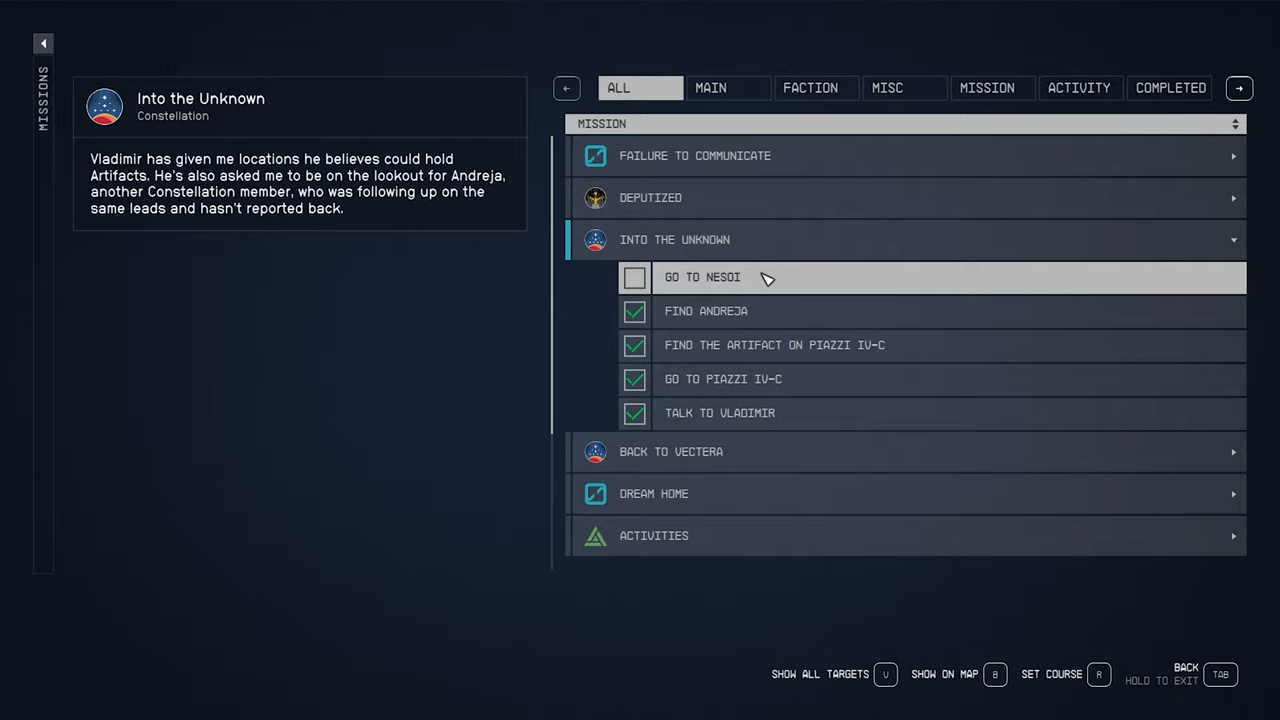 MISSIONS
Into the Unknown
Constellation
Vladimir has given me locations he believes could hold
Artifacts. He's also asked me to be on the lookout for Andreja,
another Constellation member, who was following up on the
same leads and hasn't reported back.
ALL MAIN FACTION MISC MISSION ACTIVITY COMPLETED
MISSION
FAILURE TO COMMUNICATE
DEPUTIZED
INTO THE UNKNOWN
GO TO NESOI
FIND ANDREJA
FIND THE ARTIFACT ON PIAZZI IV-C
GO TO PIAZZI IV-C
TALK TO VLADIMIR
BACK TO VECTERA
DREAM HOME
ACTIVITIES
SHOW ALL TARGETS V SHOW ON MAP B SET COURSE R BACK TAB
HOLD TO EXIT